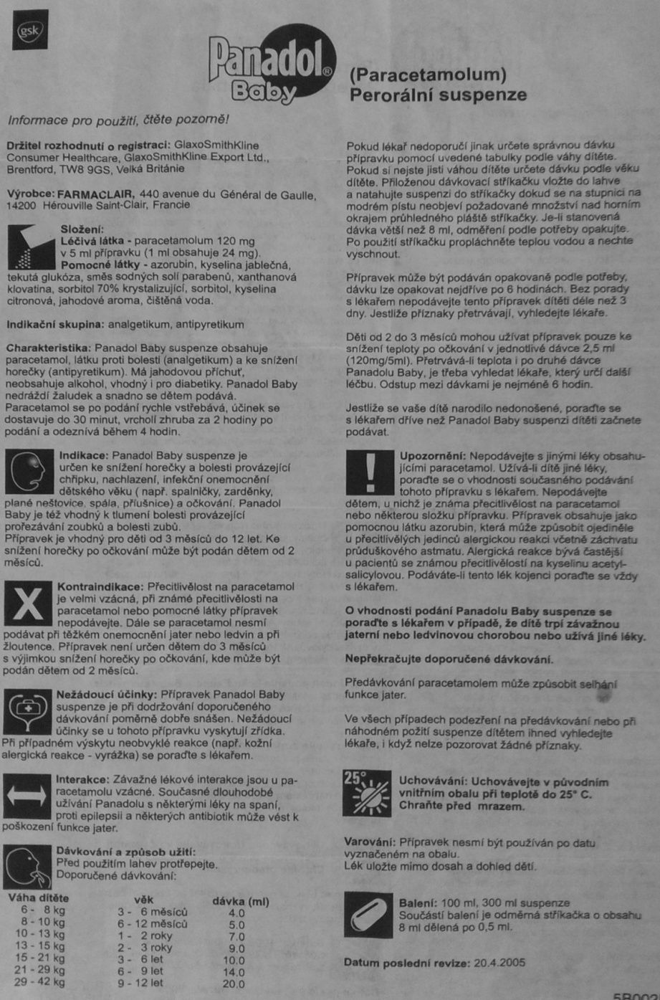 gsk
Panadol®
Baby
(Paracetamolum)
Perorální suspenze
Informace pro použití, čtěte pozorně!
Držitel rozhodnutí o registraci: GlaxoSmithKline
Consumer Healthcare, GlaxoSmithKline Export Ltd.,
Brentford, TW8 9GS, Velká Británie
Výrobce: FARMACLAIR, 440 avenue du Général de Gaulle,
14200 Hérouville Saint-Clair, Francie
Složení:
Léčivá látka - paracetamolum 120 mg
v 5 ml přípravku (1 ml obsahuje 24 mg).
Pomocné látky - azorubin, kyselina jablečná,
tekutá glukóza, směs sodných solí parabenů, xanthanová
klovatina, sorbitol 70% krystalizující, sorbitol, kyselina
citronová, jahodové aroma, čištěná voda.
Indikační skupina: analgetikum, antipyretikum
Charakteristika: Panadol Baby suspenze obsahuje
paracetamol, látku proti bolesti (analgetikum) a ke snížení
horečky (antipyretikum). Má jahodovou příchuť,
neobsahuje alkohol, vhodný i pro diabetiky. Panadol Baby
nedráždí žaludek a snadno se dětem podává.
Paracetamol se po podání rychle vstřebává, účinek se
dostavuje do 30 minut, vrcholí zhruba za 2 hodiny po
podání a odeznívá během 4 hodin.
Indikace: Panadol Baby suspenze je
určen ke snížení horečky a bolesti provázející
chřipku, nachlazení, infekční onemocnění
dětského věku ( např. spalničky, zarděnky,
plané neštovice, spála, příušnice) a očkování. Panadol
Baby je též vhodný k tlumení bolesti provázející
prořezávání zoubků a bolesti zubů.
Přípravek je vhodný pro děti od 3 měsíců do 12 let. Ke
snížení horečky po očkování může být podán dětem od 2
měsíců.
X
Kontraindikace: Přecitlivělost na paracetamol
je velmi vzácná, při známé přecitlivělosti na
paracetamol nebo pomocné látky přípravek
nepodávejte. Dále se paracetamol nesmí
podávat při těžkém onemocnění jater nebo ledvin a při
žloutence. Přípravek není určen dětem do 3 měsíců
s výjimkou snížení horečky po očkování, kde může být
podán dětem od 2 měsíců.
Nežádoucí účinky: Přípravek Panadol Baby
suspenze je při dodržování doporučeného
dávkování poměrně dobře snášen. Nežádoucí
účinky se u tohoto přípravku vyskytují zřídka.
Při případném výskytu neobvyklé reakce (např. kožní
alergická reakce - vyrážka) se poraďte s lékařem.
Interakce: Závažné lékové interakce jsou u pa-
racetamolu vzácné. Současné dlouhodobé
užívání Panadolu s některými léky na spaní,
proti epilepsii a některých antibiotik může vést k
poškození funkce jater.
Dávkování a způsob užití:
Před použitím lahev protřepejte.
Doporučené dávkování:
Váha dítěte věk dávka (ml)
6 - 8 kg 3 - 6 měsíců 4.0
8 - 10 kg 6 - 12 měsíců 5.0
10 - 13 kg 1 - 2 roky 7.0
13 - 15 kg 2 - 3 roky 9.0
15 - 21 kg 3 - 6 let 10.0
21 - 29 kg 6 - 9 let 14.0
29 - 42 kg 9 - 12 let 20.0
Pokud lékař nedoporučí jinak určete správnou dávku
přípravku pomocí uvedené tabulky podle váhy dítěte.
Pokud si nejste jisti váhou dítěte určete dávku podle věku
dítěte. Přiloženou dávkovací stříkačku vložte do lahve
a natahujte suspenzi do stříkačky dokud se na stupnici na
modrém pístu neobjeví požadované množství nad horním
okrajem průhledného pláště stříkačky. Je-li stanovená
dávka větší než 8 ml, odměření podle potřeby opakujte.
Po použití stříkačku propláchněte teplou vodou a nechte
vyschnout.
Přípravek může být podáván opakovaně podle potřeby,
dávku lze opakovat nejdříve po 6 hodinách. Bez porady
s lékařem nepodávejte tento přípravek dítěti déle než 3
dny. Jestliže příznaky přetrvávají, vyhledejte lékaře.
Děti od 2 do 3 měsíců mohou užívat přípravek pouze ke
snížení teploty po očkování v jednotlivé dávce 2,5 ml
(120mg/5ml). Přetrvává-li teplota i po druhé dávce
Panadolu Baby, je třeba vyhledat lékaře, který určí další
léčbu. Odstup mezi dávkami je nejméně 6 hodin.
Jestliže se vaše dítě narodilo nedonošené, poraďte se
s lékařem dříve než Panadol Baby suspenzi dítěti začnete
podávat.
!
Upozornění: Nepodávejte s jinými léky obsahu-
jícími paracetamol. Užívá-li dítě jiné léky,
poraďte se o vhodnosti současného podávání
tohoto přípravku s lékařem. Nepodávejte
dětem, u nichž je známa přecitlivělost na paracetamol
nebo některou složku přípravku. Přípravek obsahuje jako
pomocnou látku azorubin, která může způsobit ojediněle
u přecitlivělých jedinců alergickou reakci včetně záchvatu
průduškového astmatu. Alergická reakce bývá častější
u pacientů se známou přecitlivělostí na kyselinu acetyl-
salicylovou. Podáváte-li tento lék kojenci poraďte se vždy
s lékařem.
O vhodnosti podání Panadolu Baby suspenze se
poraďte s lékařem v případě, že dítě trpí závažnou
jaterní nebo ledvinovou chorobou nebo užívá jiné léky.
Nepřekračujte doporučené dávkování.
Předávkování paracetamolem může způsobit selhání
funkce jater.
Ve všech případech podezření na předávkování nebo při
náhodném požití suspenze dítětem ihned vyhledejte
lékaře, i když nelze pozorovat žádné příznaky.
25°
Uchovávání: Uchovávejte v původním
vnitřním obalu při teplotě do 25° C.
Chraňte před mrazem.
Varování: Přípravek nesmí být používán po datu
vyznačeném na obalu.
Lék uložte mimo dosah a dohled dětí.
Balení: 100 ml, 300 ml suspenze
Součástí balení je odměrná stříkačka o obsahu
8 ml dělená po 0,5 ml.
Datum poslední revize: 20.4.2005